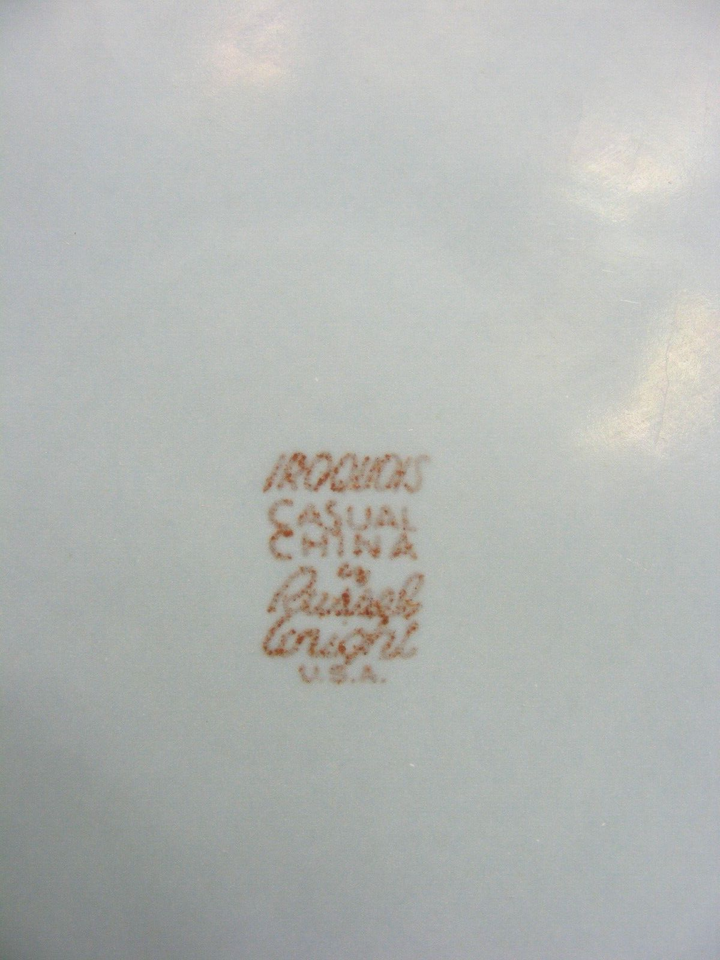 IROQUOIS
CASUAL
CHINA
by
Russel
Wright
U.S.A.